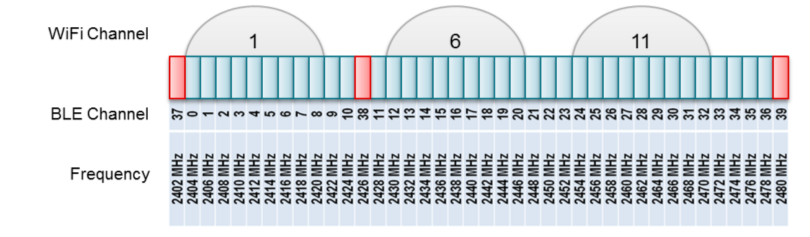 WiFi Channel 1 6 11
BLE Channel 37 0 1 2 3 4 5 6 7 8 9 10 38 11 12 13 14 15 16 17 18 19 20 21 22 23 24 25 26 27 28 29 30 31 32 33 34 35 36 39
Frequency 2402 MHz 2404 MHz 2406 MHz 2408 MHz 2410 MHz 2412 MHz 2414 MHz 2416 MHz 2418 MHz 2420 MHz 2422 MHz 2424 MHz 2426 MHz 2428 MHz 2430 MHz 2432 MHz 2434 MHz 2436 MHz 2438 MHz 2440 MHz 2442 MHz 2444 MHz 2446 MHz 2448 MHz 2450 MHz 2452 MHz 2454 MHz 2456 MHz 2458 MHz 2460 MHz 2462 MHz 2464 MHz 2466 MHz 2468 MHz 2470 MHz 2472 MHz 2474 MHz 2476 MHz 2478 MHz 2480 MHz